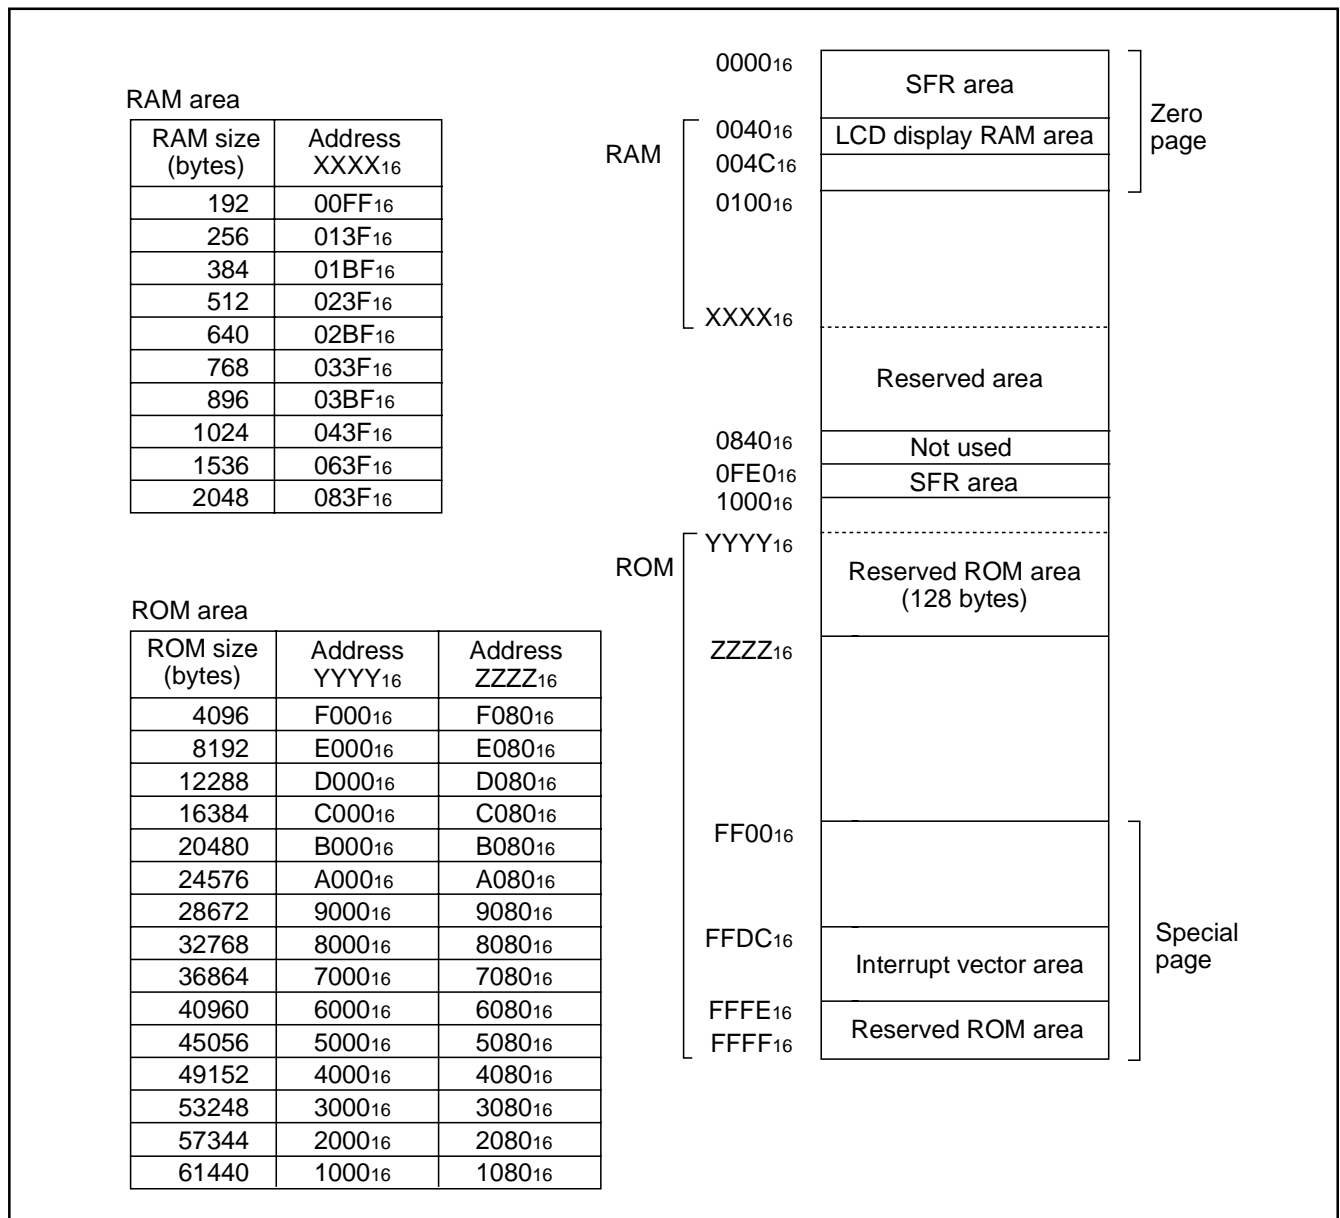 RAM area
RAM size (bytes) Address XXXX16
192 00FF16
256 013F16
384 01BF16
512 023F16
640 02BF16
768 033F16
896 03BF16
1024 043F16
1536 063F16
2048 083F16
ROM area
ROM size (bytes) Address YYYY16 Address ZZZZ16
4096 F00016 F08016
8192 E00016 E08016
12288 D00016 D08016
16384 C00016 C08016
20480 B00016 B08016
24576 A00016 A08016
28672 900016 908016
32768 800016 808016
36864 700016 708016
40960 600016 608016
45056 500016 508016
49152 400016 408016
53248 300016 308016
57344 200016 208016
61440 100016 108016
000016
SFR area
Zero page
RAM
004016
LCD display RAM area
004C16
010016
XXXX16
Reserved area
084016
Not used
0FE016
SFR area
100016
ROM
YYYY16
Reserved ROM area
(128 bytes)
ZZZZ16
FF0016
FFDC16
Interrupt vector area
Special page
FFFE16
Reserved ROM area
FFFF16